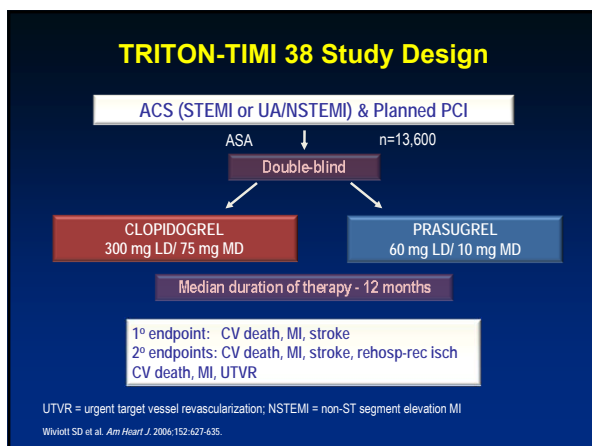 TRITON-TIMI 38 Study Design
ACS (STEMI or UA/NSTEMI) & Planned PCI
ASA n=13,600
Double-blind
CLOPIDOGREL
300 mg LD/ 75 mg MD
PRASUGREL
60 mg LD/ 10 mg MD
Median duration of therapy - 12 months
1º endpoint: CV death, MI, stroke
2º endpoints: CV death, MI, stroke, rehosp-rec isch
CV death, MI, UTVR
UTVR = urgent target vessel revascularization; NSTEMI = non-ST segment elevation MI
Wiviott SD et al. Am Heart J. 2006;152:627-635.